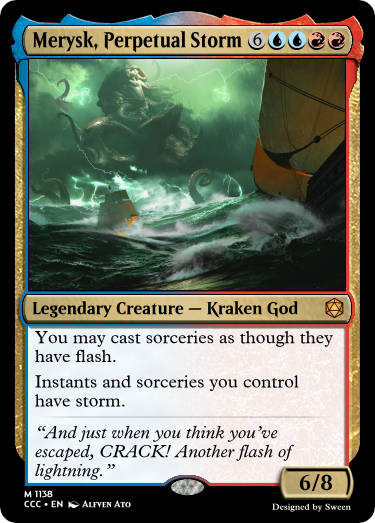 Merysk, Perpetual Storm 6
Legendary Creature — Kraken God
You may cast sorceries as though they
have flash.
Instants and sorceries you control
have storm.
“And just when you think you’ve
escaped, CRACK! Another flash of
lightning.”
6/8
M 1138
CCC • EN Aleven Ato
Designed by Sween